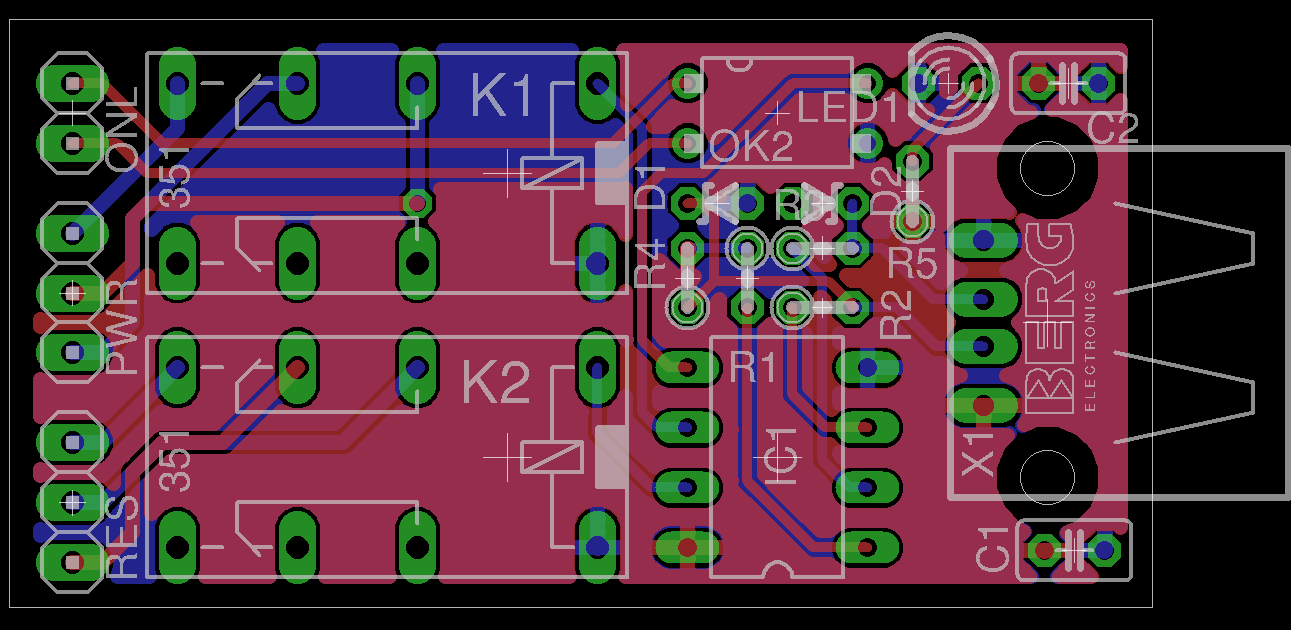 ONL
K1
LED1
C2
OK2
351
D1
D2
R4
R5
BERG
ELECTRONICS
PWR
R2
R1
K2
351
IC1
X1
RES
C1